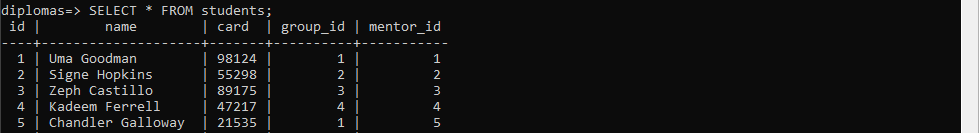 diplomas=> SELECT * FROM students;
 id |       name        | card  | group_id | mentor_id
----+-------------------+-------+----------+-----------
  1 | Uma Goodman       | 98124 |        1 |         1
  2 | Signe Hopkins     | 55298 |        2 |         2
  3 | Zeph Castillo     | 89175 |        3 |         3
  4 | Kadeem Ferrell    | 47217 |        4 |         4
  5 | Chandler Galloway | 21535 |        1 |         5